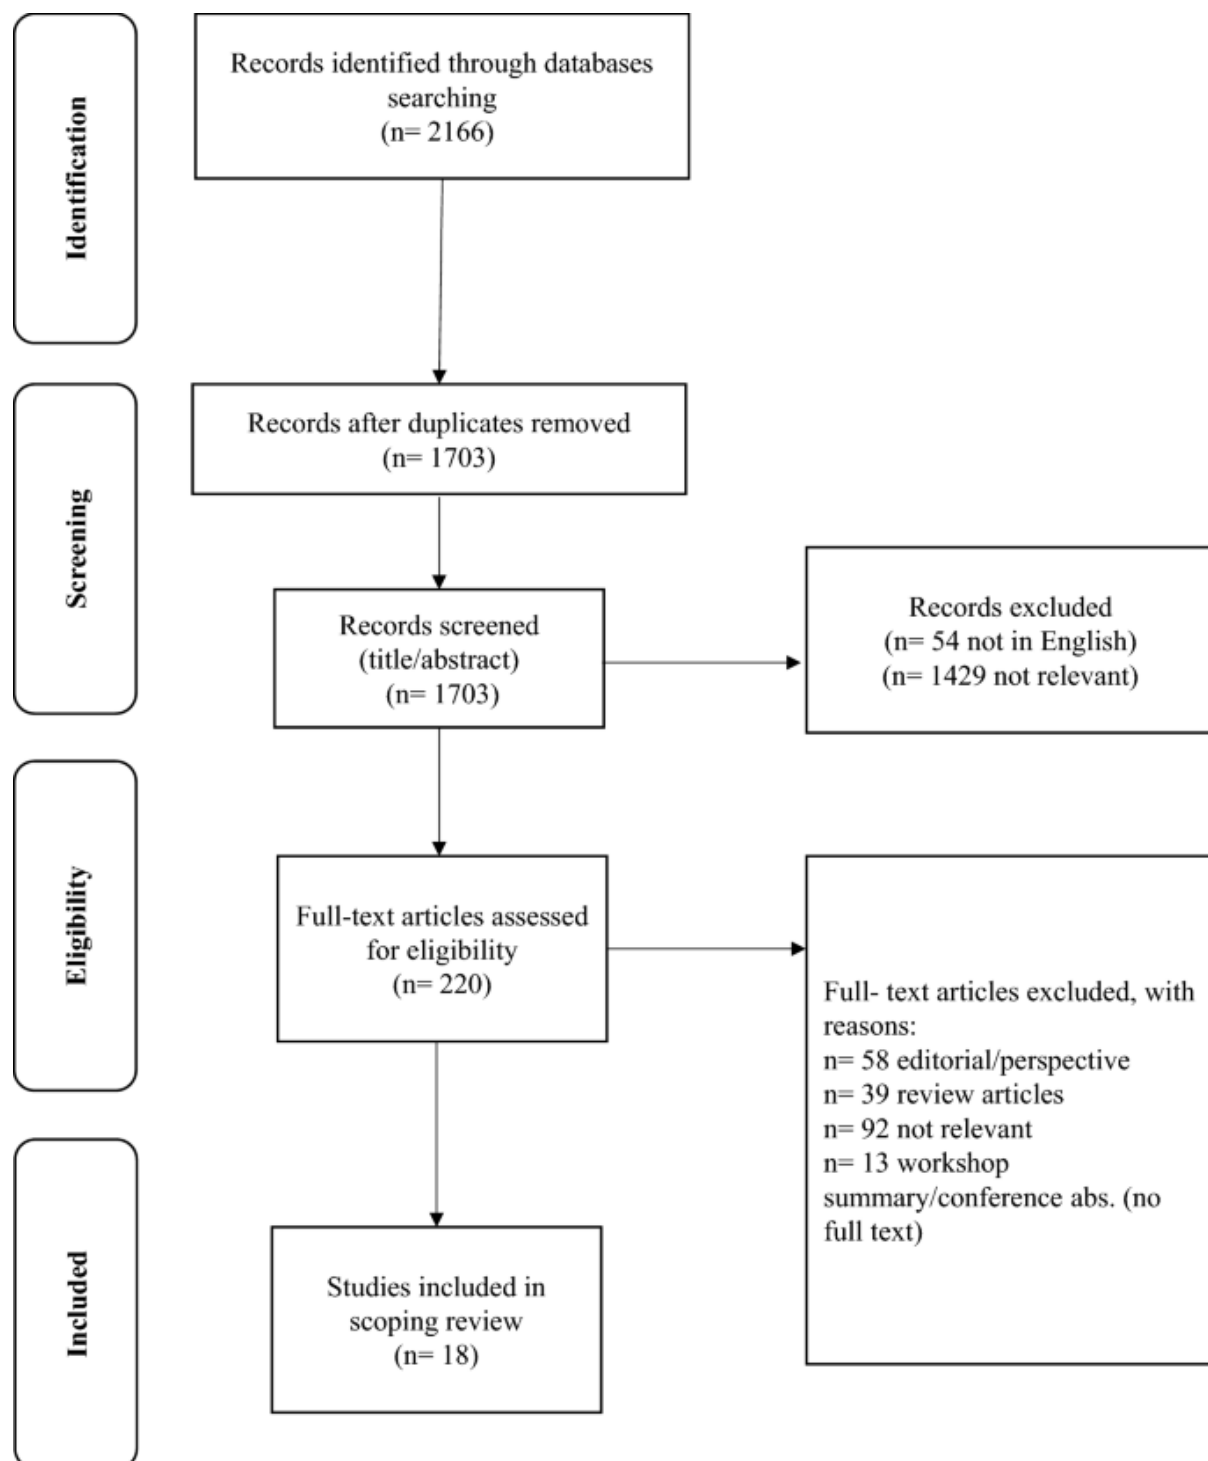 Identification
Records identified through databases
searching
(n= 2166)
Screening
Records after duplicates removed
(n= 1703)
Records screened
(title/abstract)
(n= 1703)
Records excluded
(n= 54 not in English)
(n= 1429 not relevant)
Eligibility
Full-text articles assessed
for eligibility
(n= 220)
Full- text articles excluded, with
reasons:
n= 58 editorial/perspective
n= 39 review articles
n= 92 not relevant
n= 13 workshop
summary/conference abs. (no
full text)
Included
Studies included in
scoping review
(n= 18)